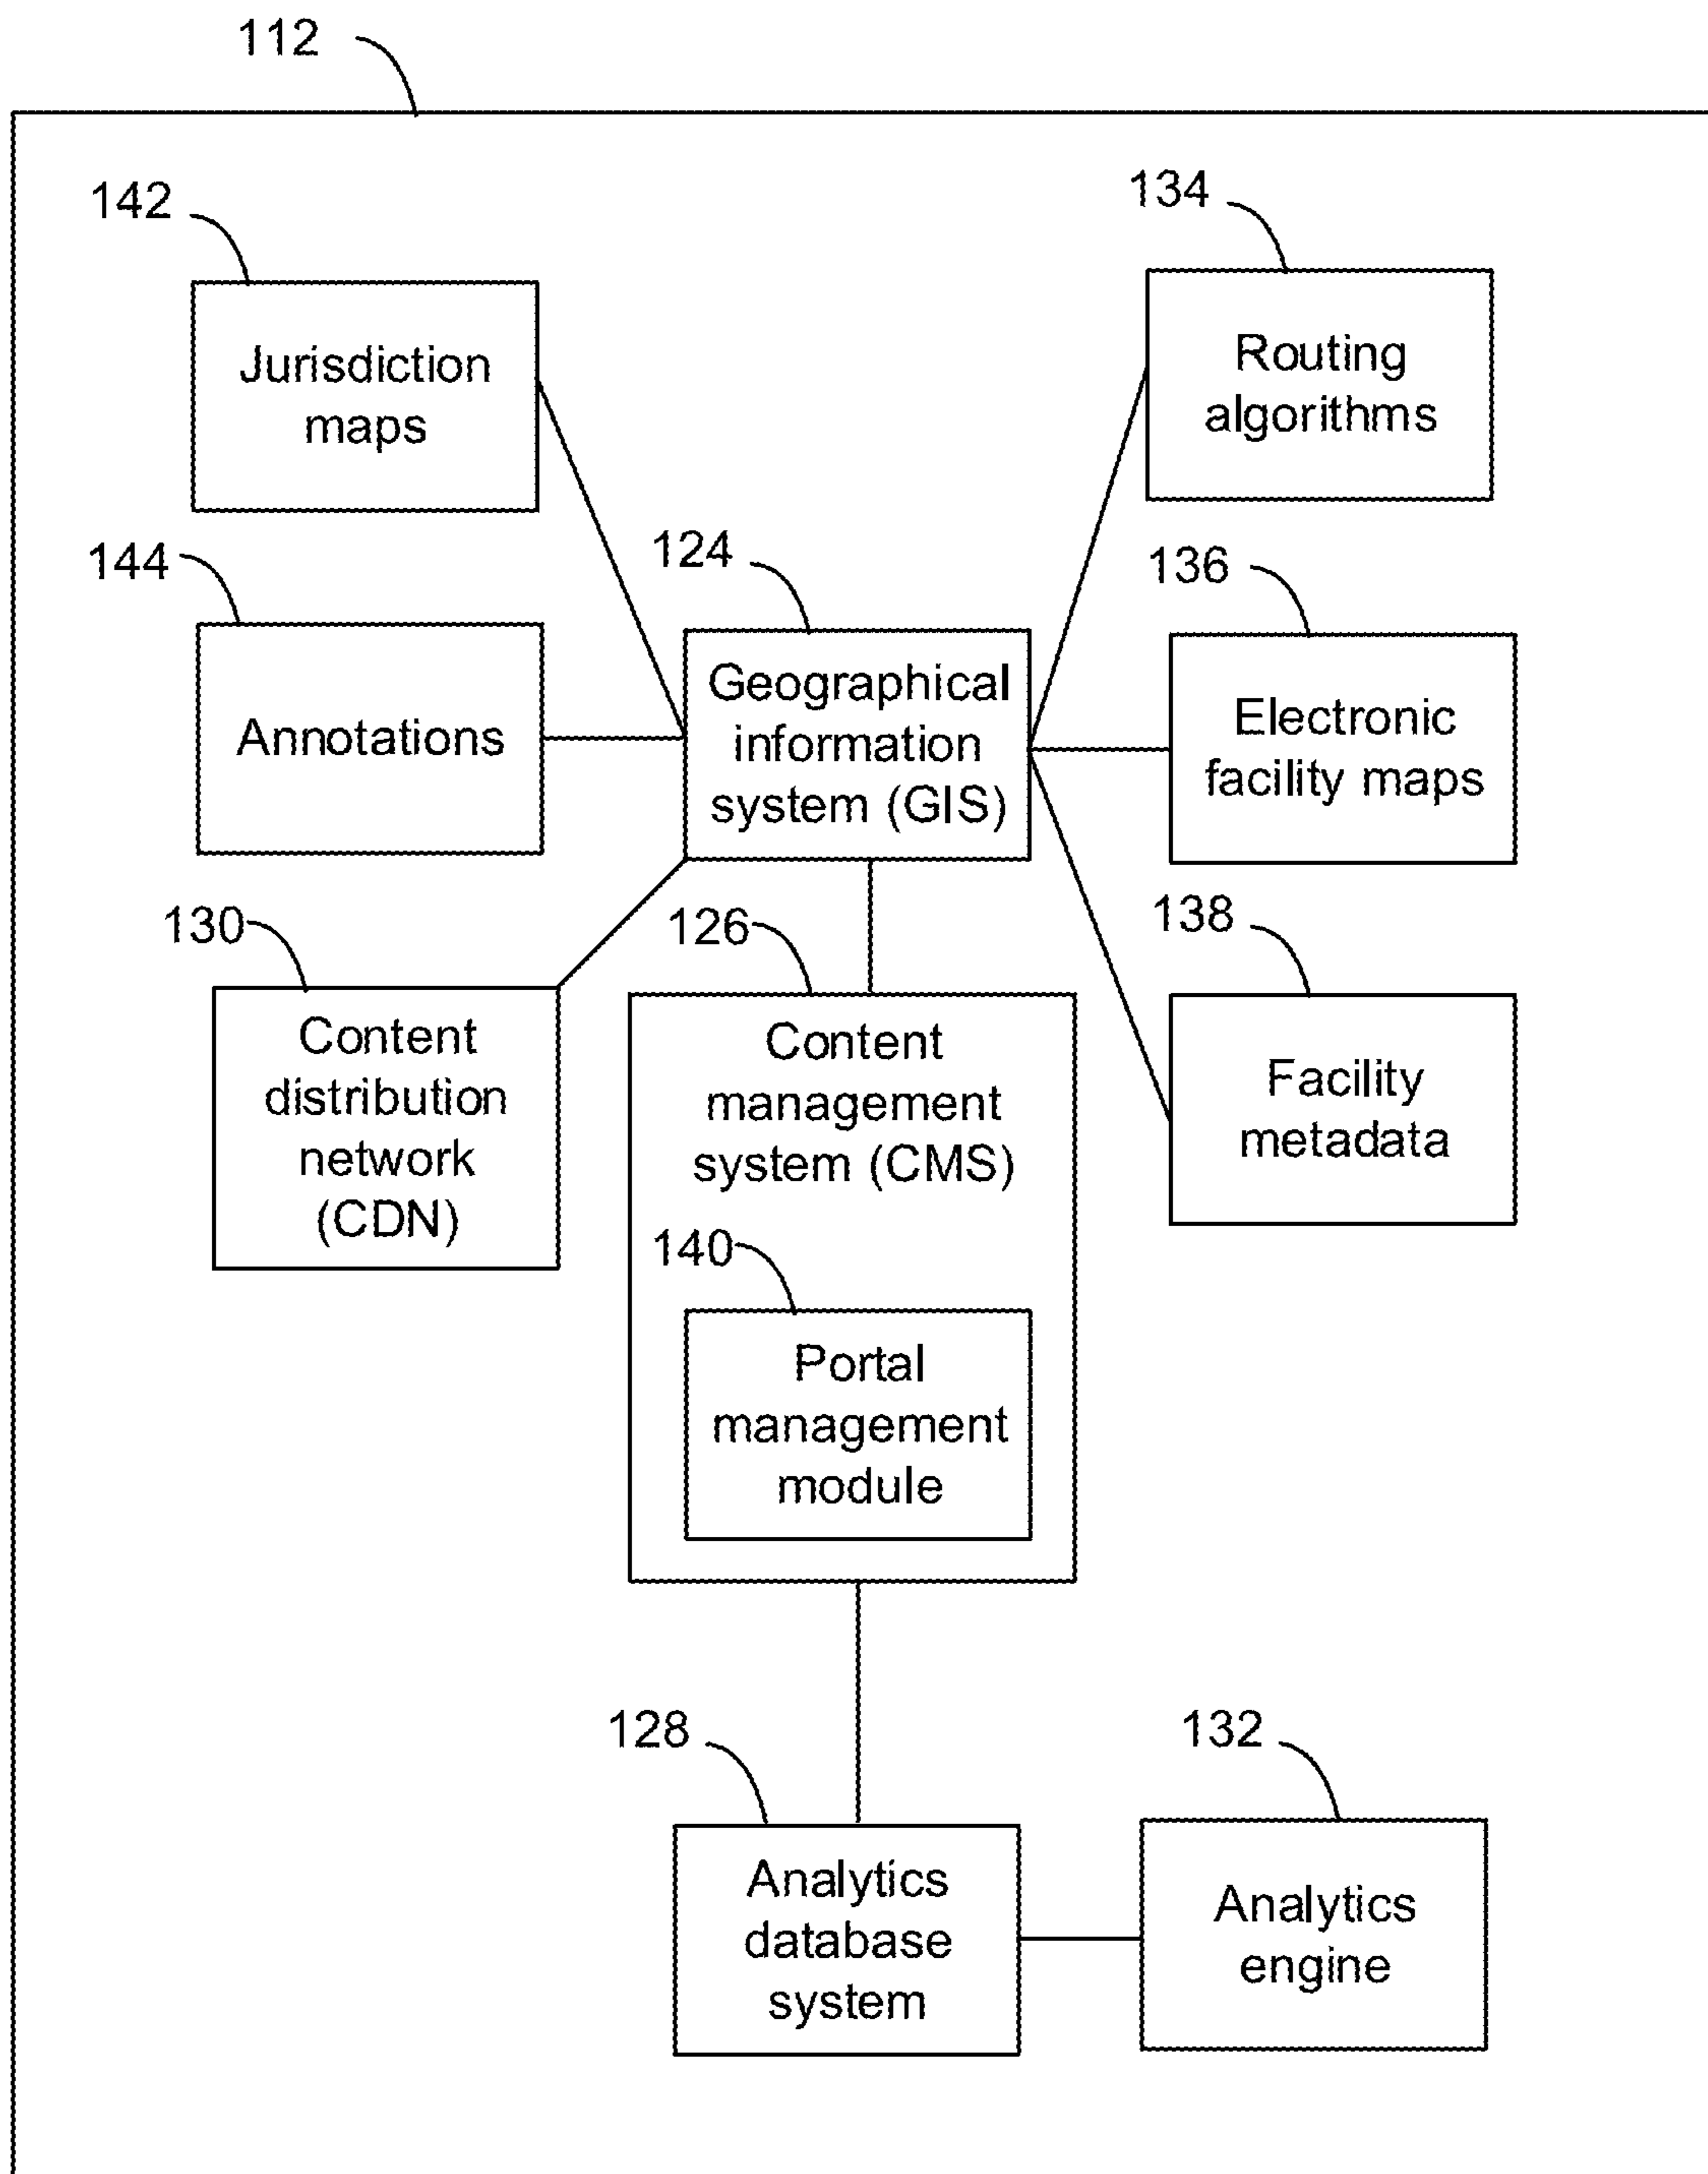 112
142
Jurisdiction
maps
134
Routing
algorithms
144
Annotations
124
Geographical
information
system (GIS)
136
Electronic
facility maps
130
Content
distribution
network
(CDN)
126
Content
management
system (CMS)
138
Facility
metadata
140
Portal
management
module
128
Analytics
database
system
132
Analytics
engine